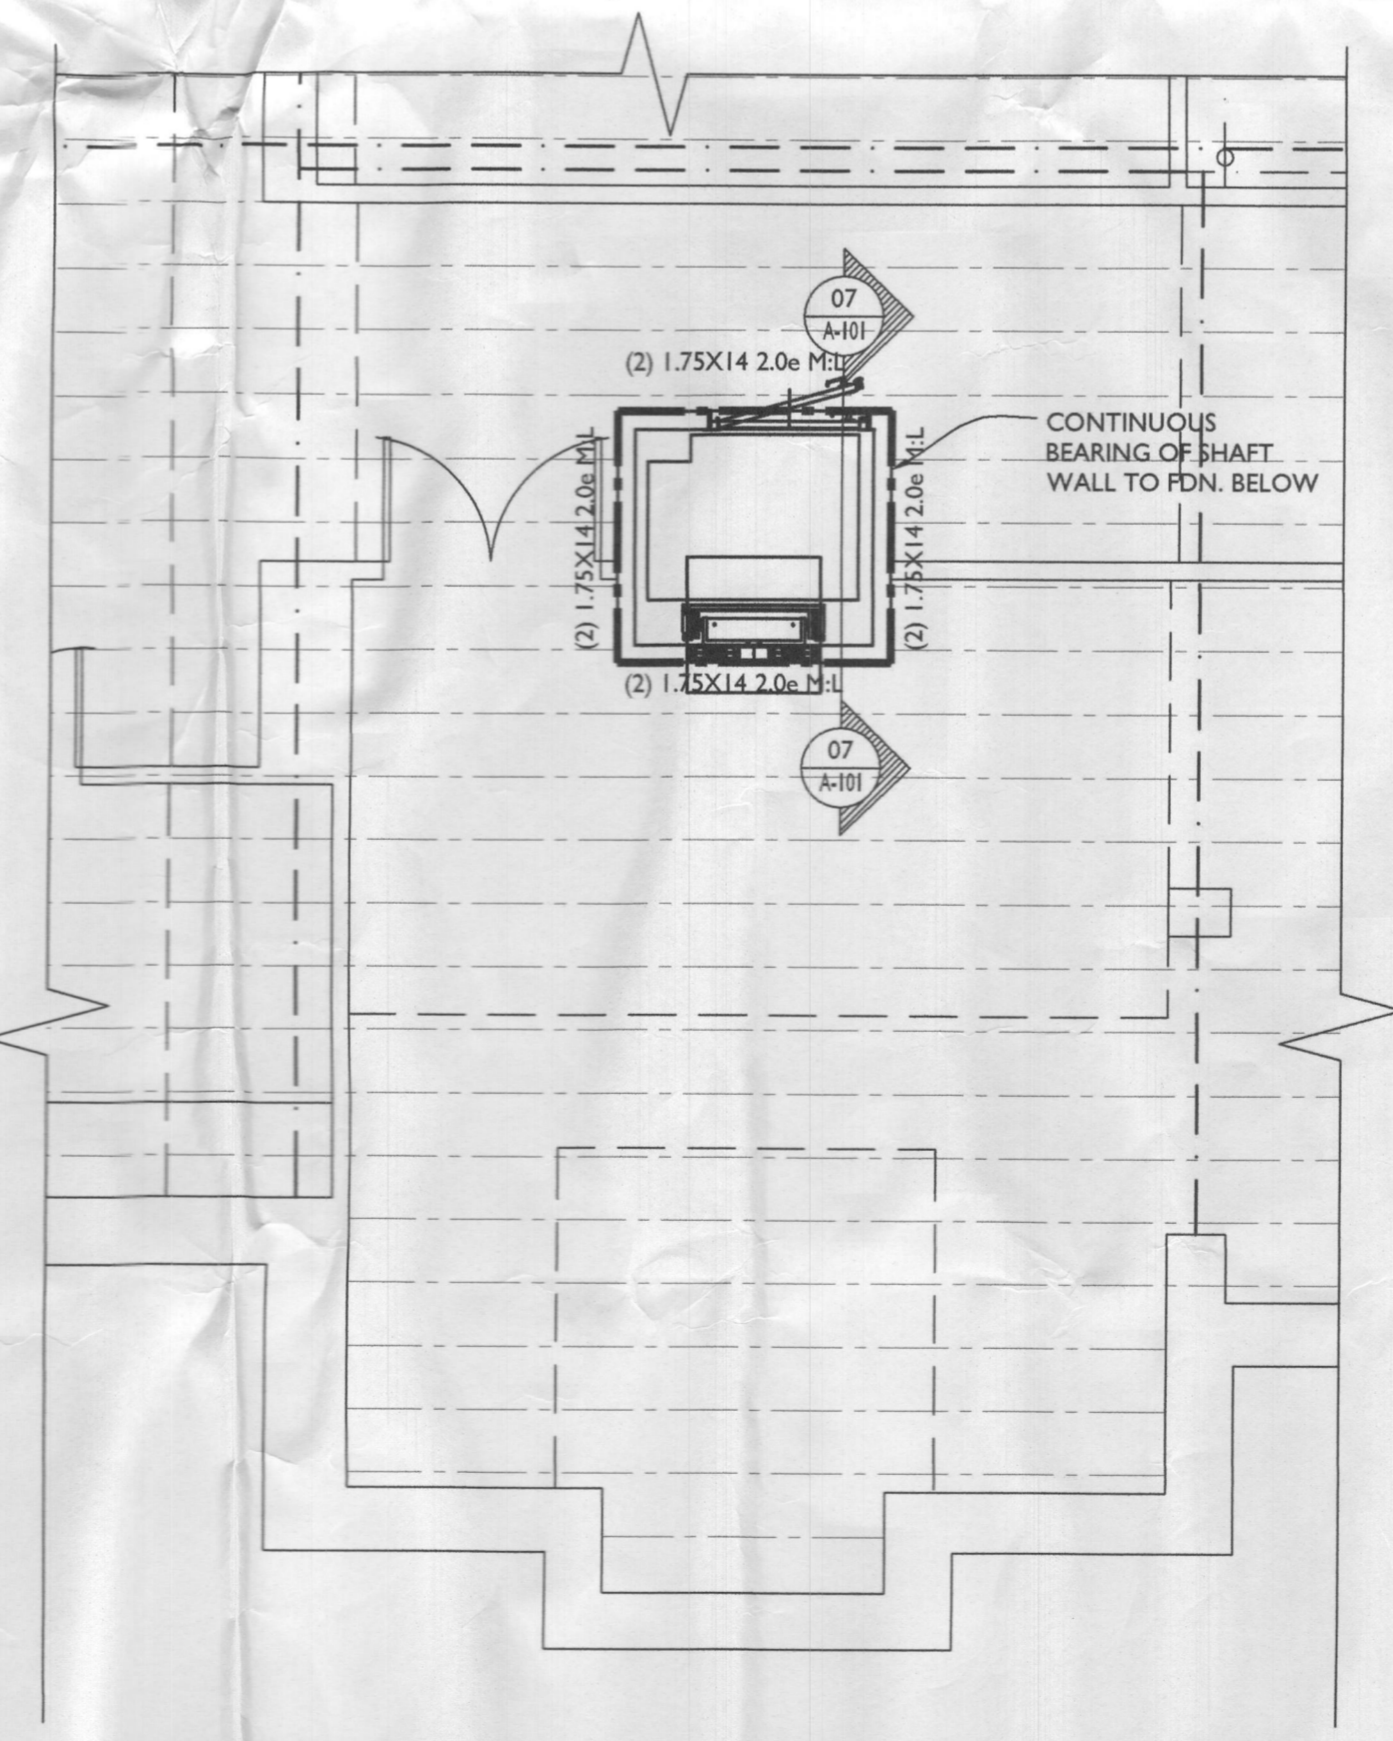 07
A-101
(2) 1.75X14 2.0e M:L
CONTINUOUS
BEARING OF SHAFT
WALL TO FDN. BELOW
(2) 1.75X14 2.0e M:L
(2) 1.75X14 2.0e M:L
(2) 1.75X14 2.0e M:L
07
A-101